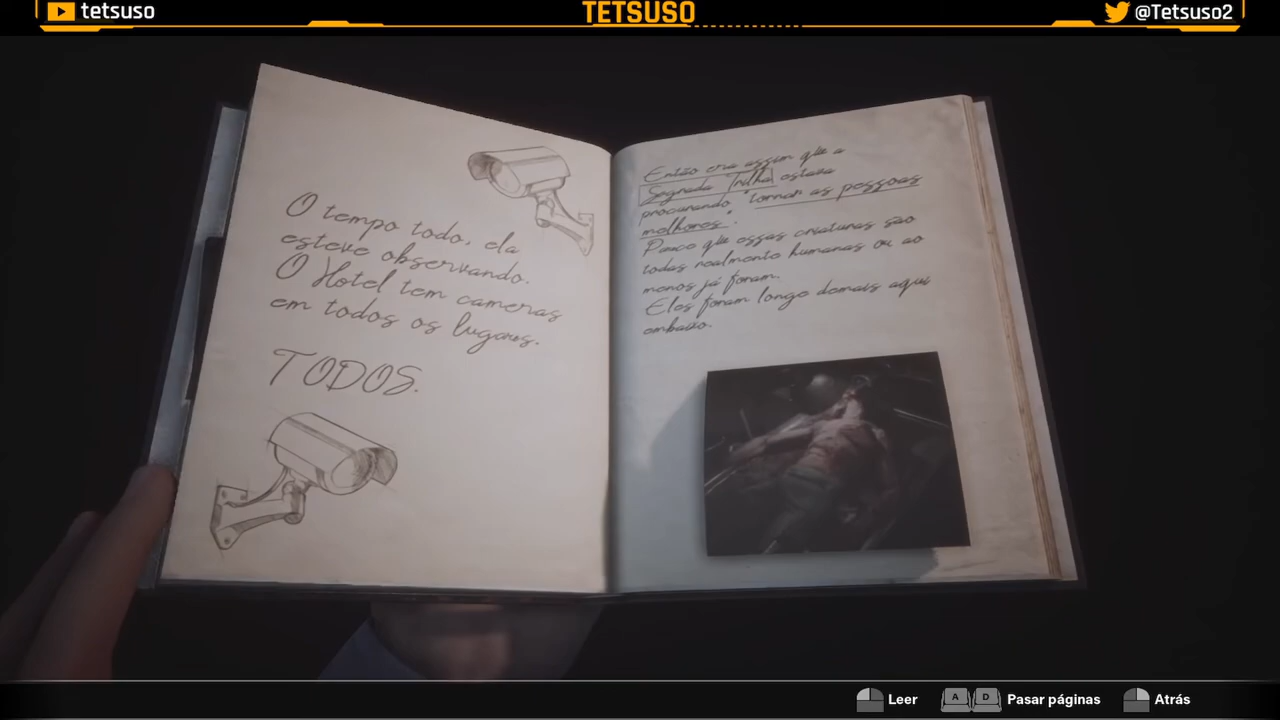 tetsuso
TETSUSO
@Tetsuso2
O tempo todo, ela
esteve observando.
O Hotel tem cameras
em todos os lugares.
TODOS.
Então era assim que a
Sagrada Trilha estava
procurando "tornar as pessoas
melhores".
Parece que essas criaturas são
todas realmente humanas ou ao
menos já foram.
Eles foram longe demais aqui
embaixo.
Leer
A D Pasar páginas
Atrás